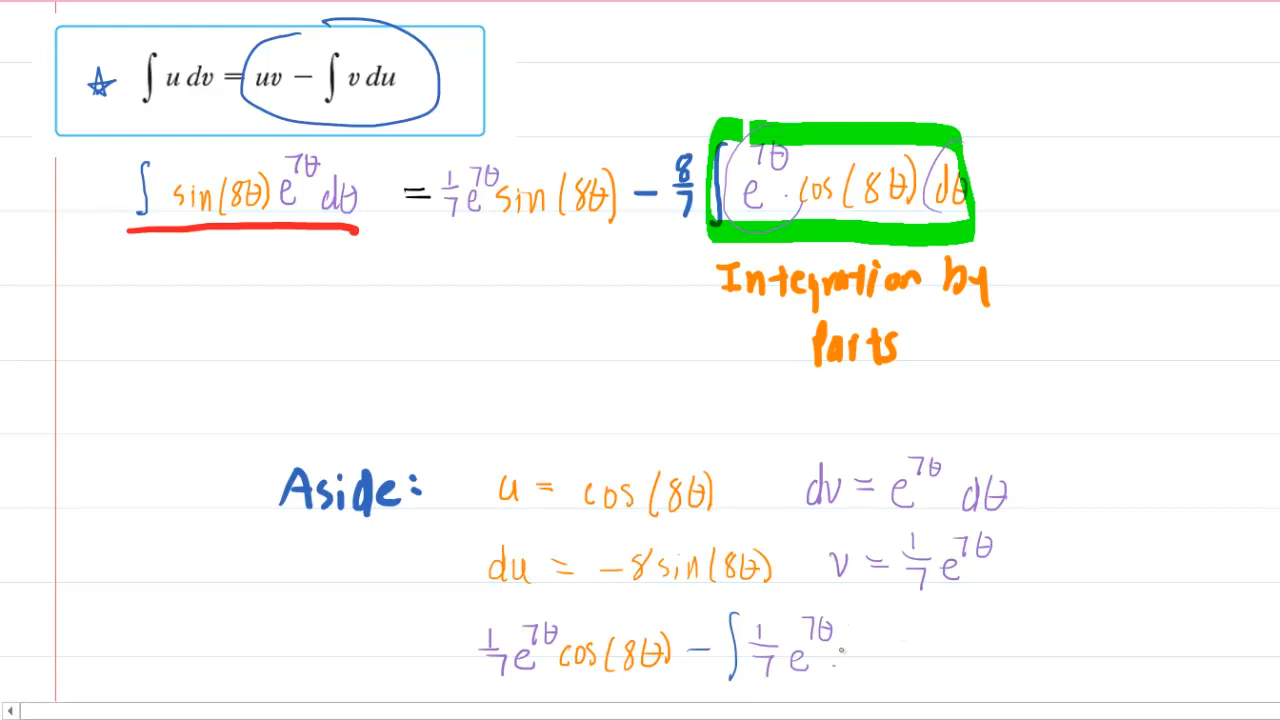 ☆ ∫ u dv = uv − ∫ v du
∫ sin(8θ) e^{7θ} dθ = 1/7 e^{7θ} sin(8θ) − 8/7 ∫ e^{7θ} · cos(8θ) (dθ
Integration by
Parts
Aside: u = cos(8θ) dv = e^{7θ} dθ
du = −8 sin(8θ) v = 1/7 e^{7θ}
1/7 e^{7θ} cos(8θ) − ∫ 1/7 e^{7θ} ·